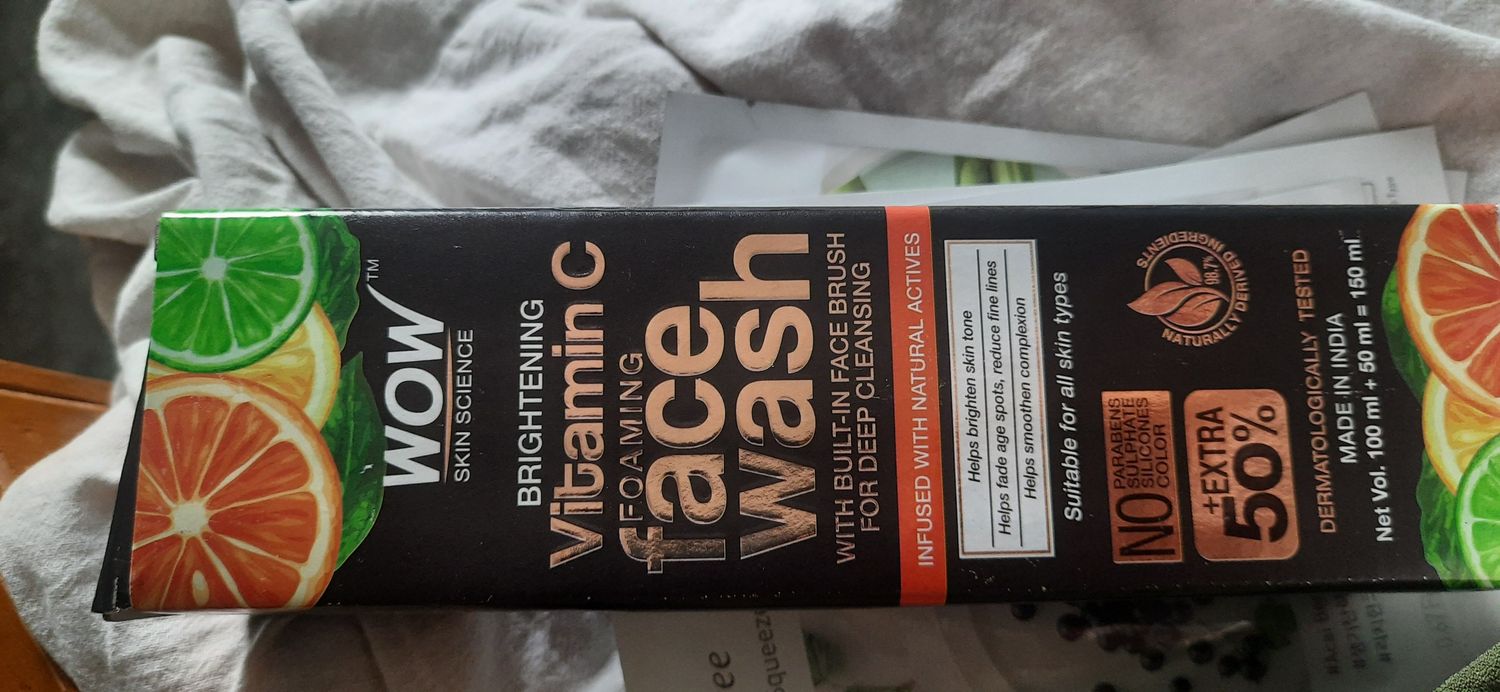 WOW™
SKIN SCIENCE
BRIGHTENING
Vitamin C
FOAMING
face
wash
WITH BUILT-IN FACE BRUSH
FOR DEEP CLEANSING
INFUSED WITH NATURAL ACTIVES
Helps brighten skin tone
Helps fade age spots, reduce fine lines
Helps smoothen complexion
Suitable for all skin types
NO PARABENS
SULPHATE
SILICONES
COLOR
98.7%
NATURALLY DERIVED INGREDIENTS
+EXTRA
50%
DERMATOLOGICALLY TESTED
MADE IN INDIA
Net Vol. 100 ml + 50 ml = 150 ml
ee
squeez